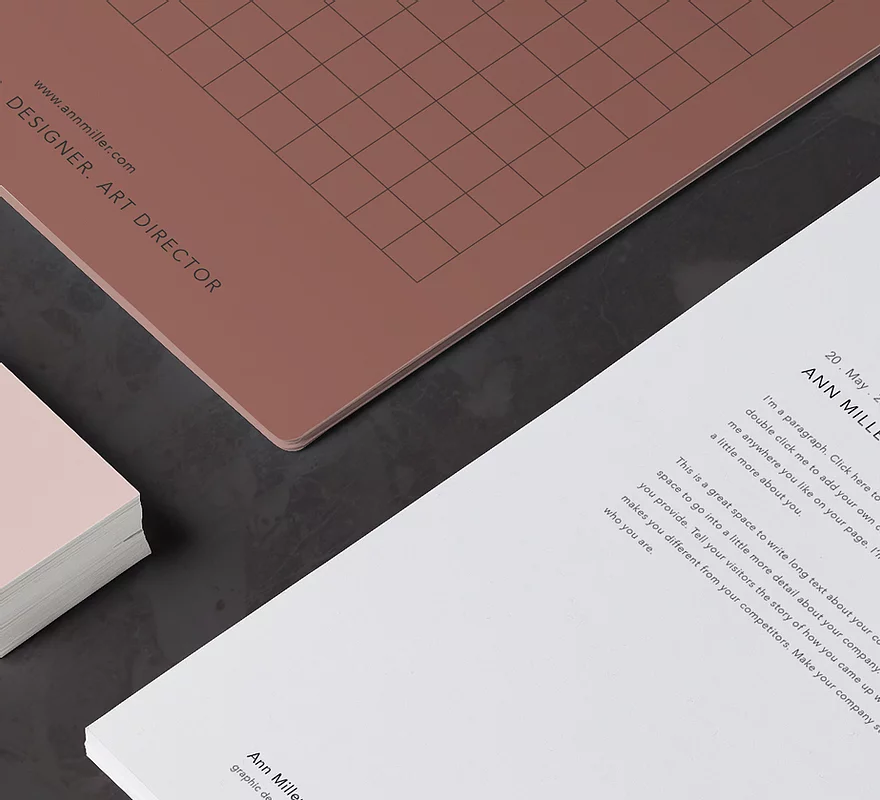 www.annmiller.com
DESIGNER. ART DIRECTOR
20 . May .
ANN
I'm a paragraph. Click here to
double click me to add your own
me anywhere you like on your page. I'm
a little more about you.
This is a great space to write long text about your
space to go into a little more detail about your company.
you provide. Tell your visitors the story of how you came up
makes you different from your competitors. Make your company
who you are.
Ann
graphic